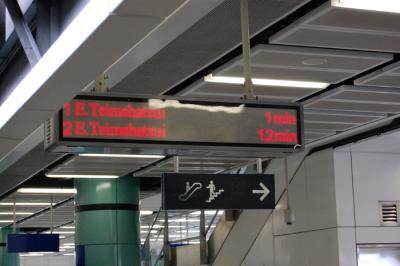 1 E. Tsimshatsui 1 min
2 E. Tsimshatsui 12 min